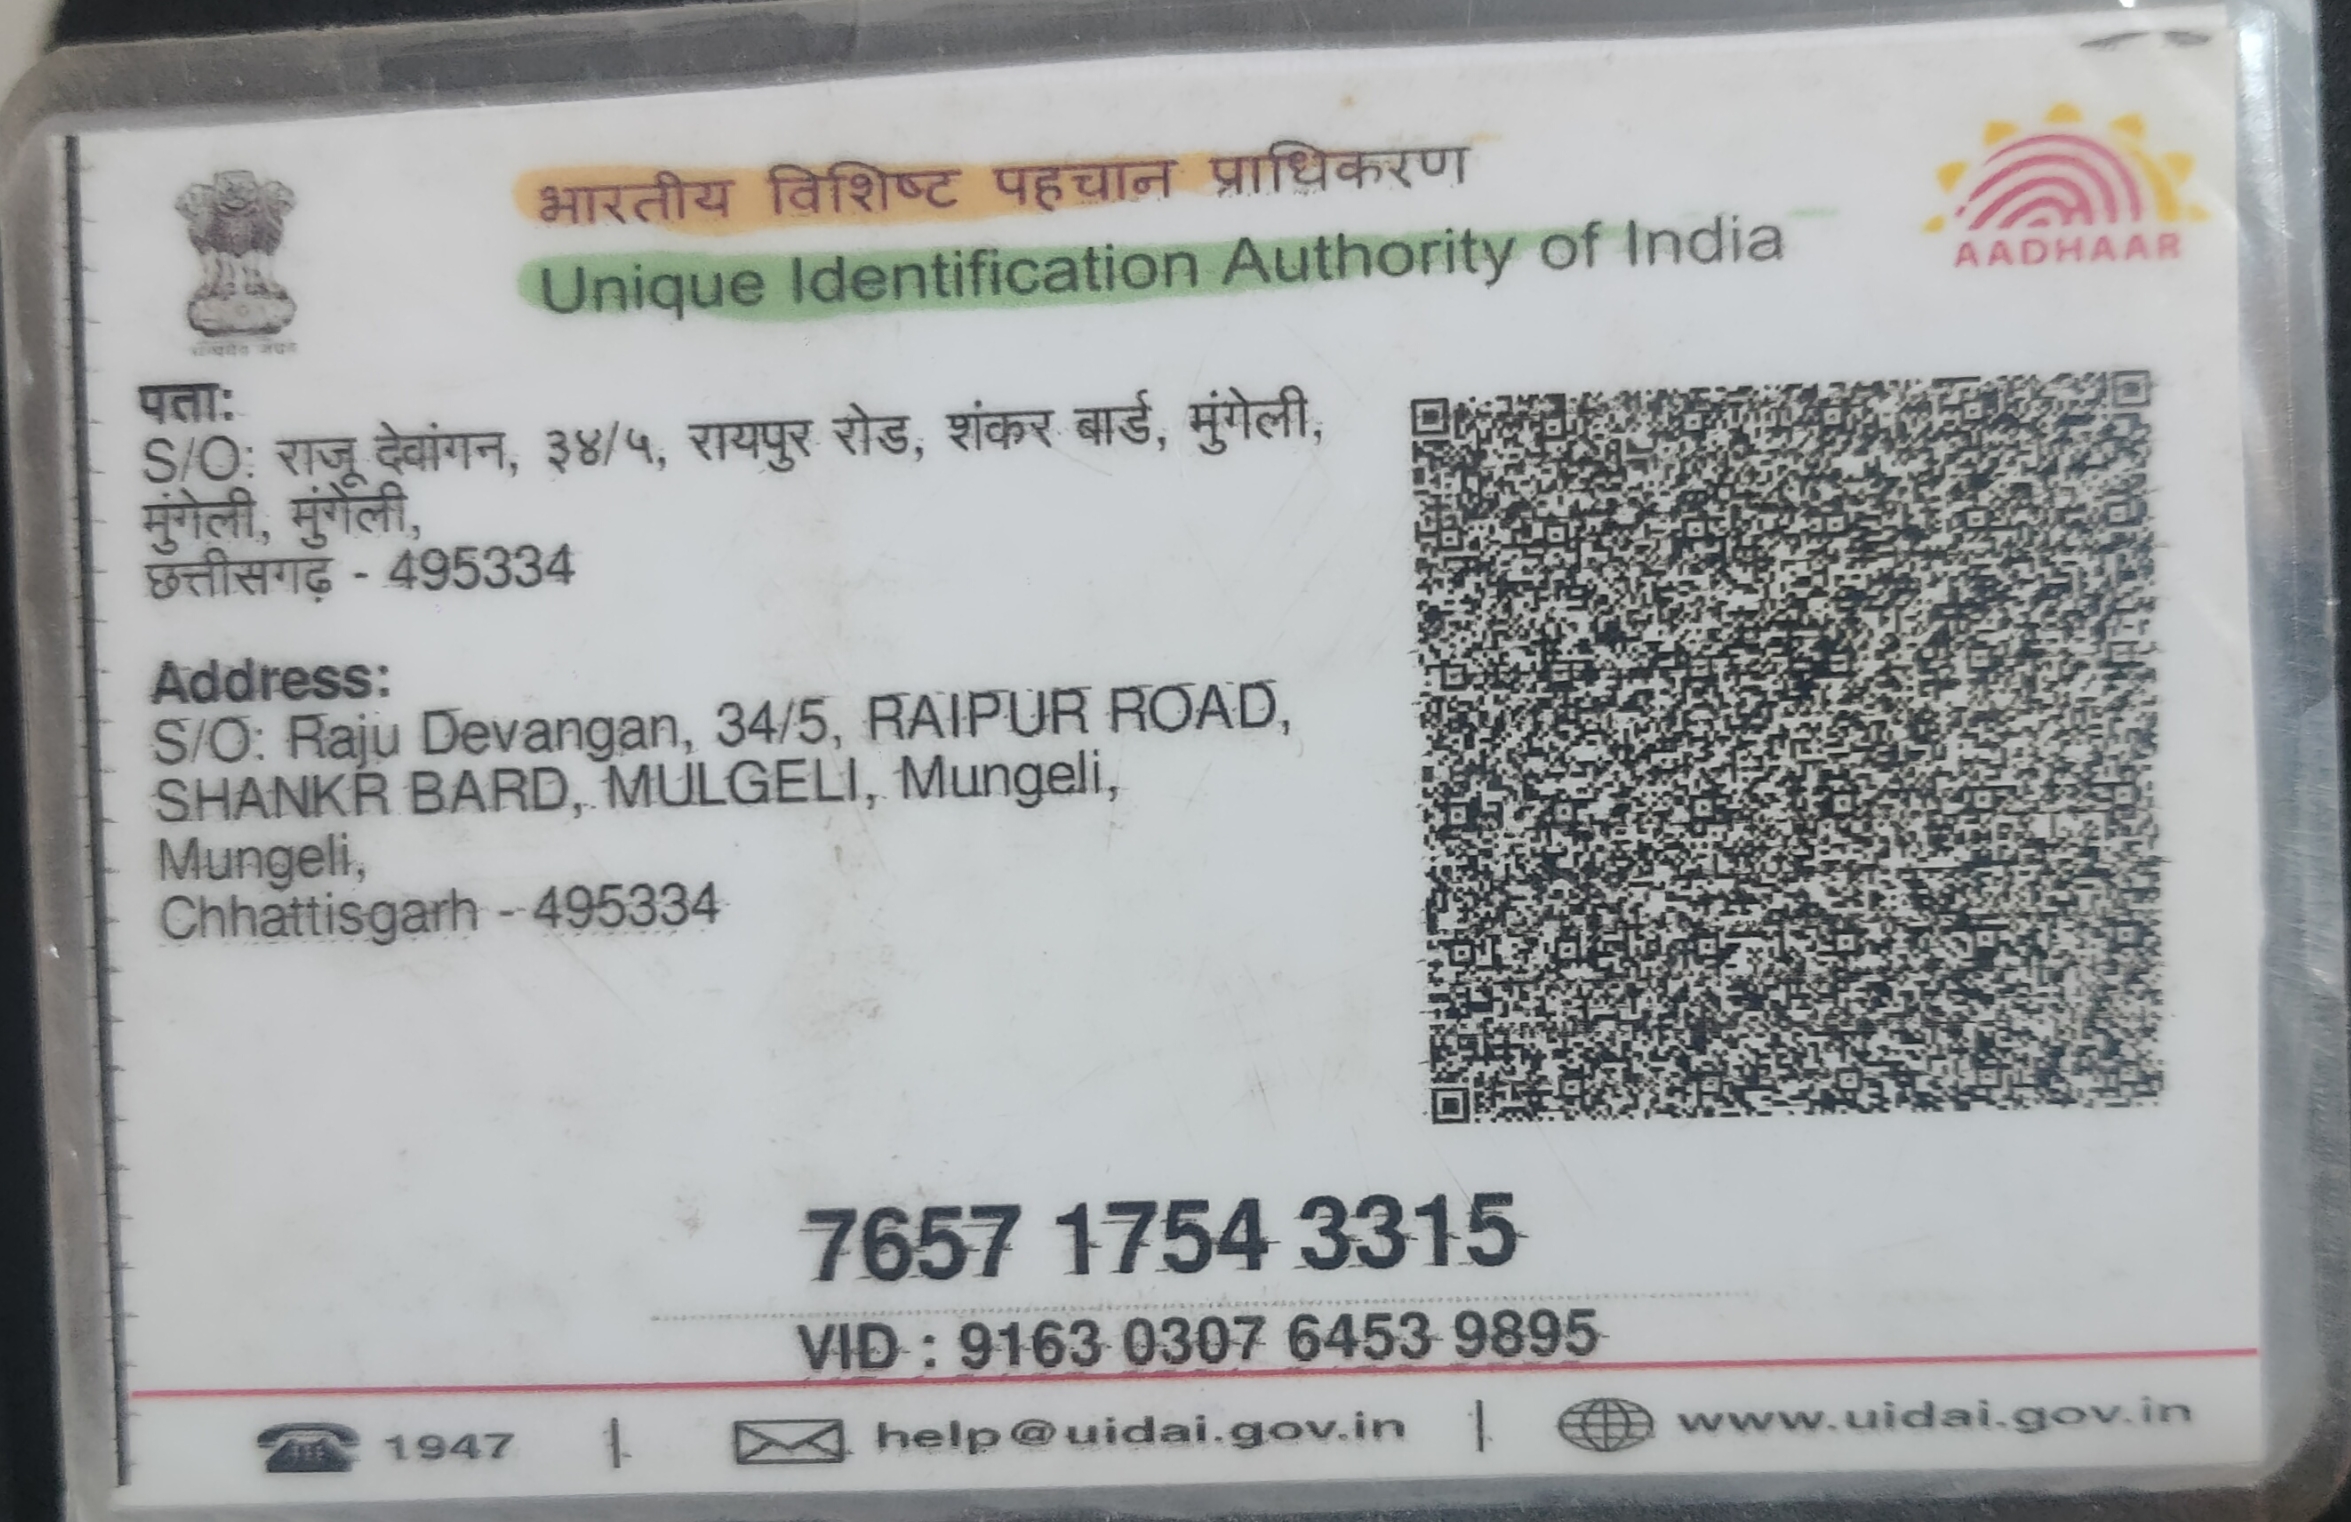 भारतीय विशिष्ट पहचान प्राधिकरण
Unique Identification Authority of India
AADHAAR
पता:
S/O: राजू देवांगन, ३४/५, रायपुर रोड, शंकर बार्ड, मुंगेली,
मुंगेली, मुंगेली,
छत्तीसगढ़ - 495334
Address:
S/O: Raju Devangan, 34/5, RAIPUR ROAD,
SHANKR BARD, MULGELI, Mungeli,
Mungeli,
Chhattisgarh - 495334
7657 1754 3315
VID : 9163 0307 6453 9895
1947 | help@uidai.gov.in | www.uidai.gov.in